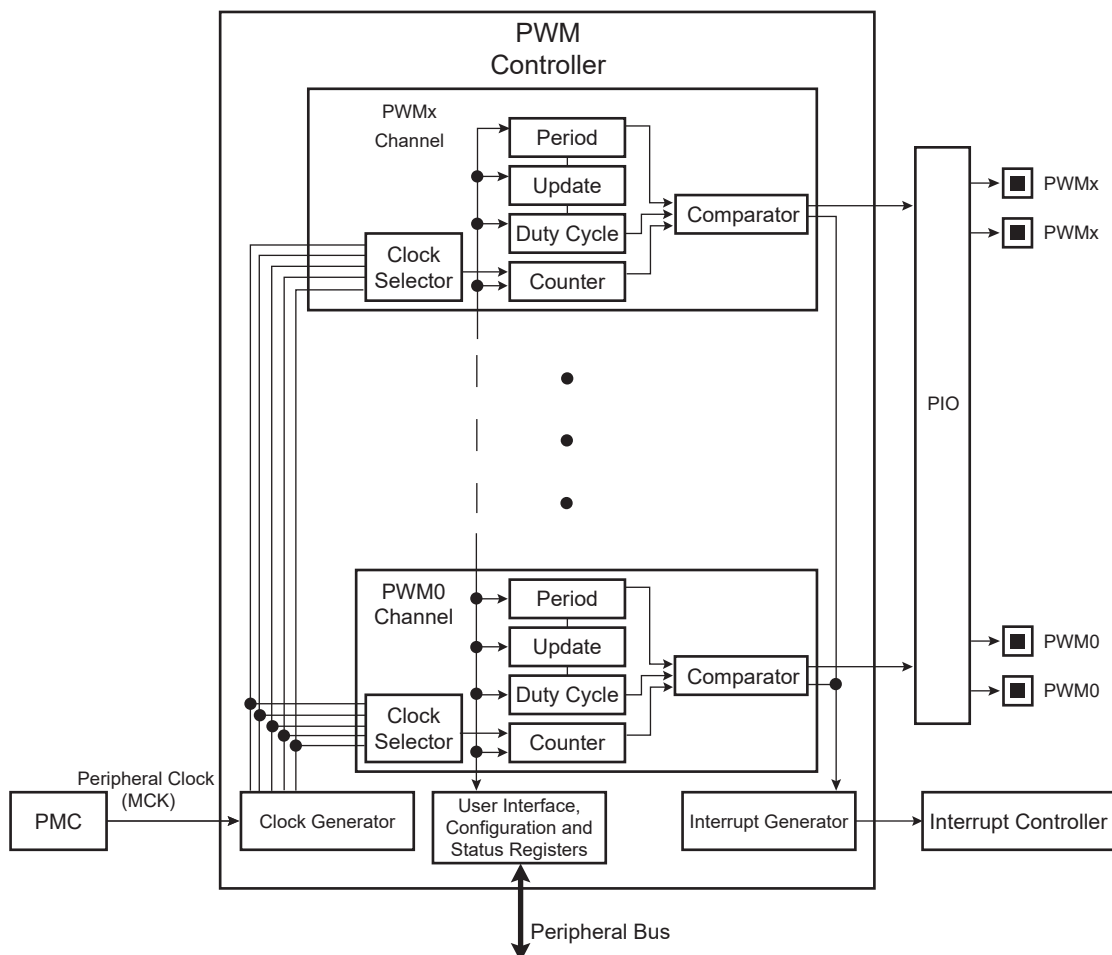 PWM
Controller
PWMx
Channel
Period
Update
Duty Cycle
Counter
Clock
Selector
Comparator
PIO
PWMx
PWMx
PWM0
Channel
Period
Update
Duty Cycle
Counter
Clock
Selector
Comparator
PWM0
PWM0
Peripheral Clock
(MCK)
PMC
Clock Generator
User Interface,
Configuration and
Status Registers
Interrupt Generator
Interrupt Controller
Peripheral Bus